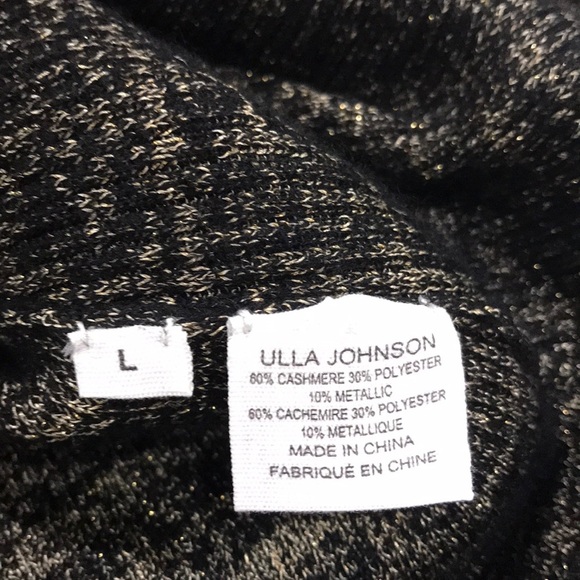 L
ULLA JOHNSON
60% CASHMERE 30% POLYESTER
10% METALLIC
60% CACHEMIRE 30% POLYESTER
10% METALLIQUE
MADE IN CHINA
FABRIQUÉ EN CHINE